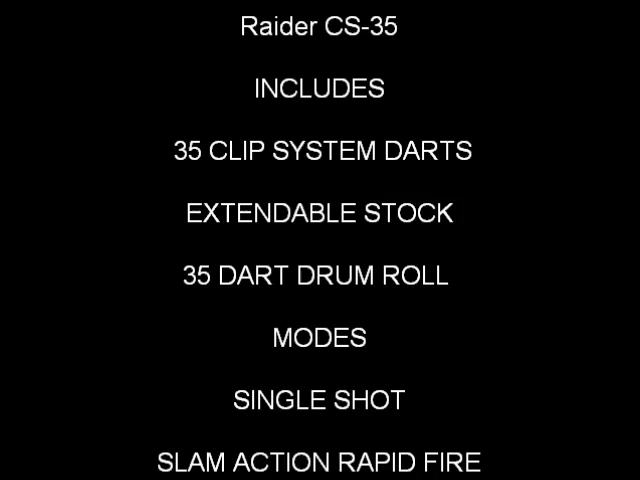 Raider CS-35
INCLUDES
35 CLIP SYSTEM DARTS
EXTENDABLE STOCK
35 DART DRUM ROLL
MODES
SINGLE SHOT
SLAM ACTION RAPID FIRE